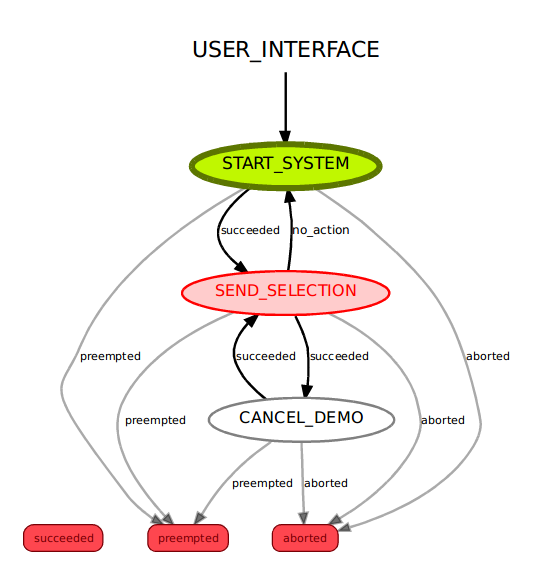 USER_INTERFACE
START_SYSTEM
succeeded
no_action
SEND_SELECTION
preempted
succeeded
succeeded
aborted
CANCEL_DEMO
preempted
aborted
preempted
aborted
succeeded
preempted
aborted